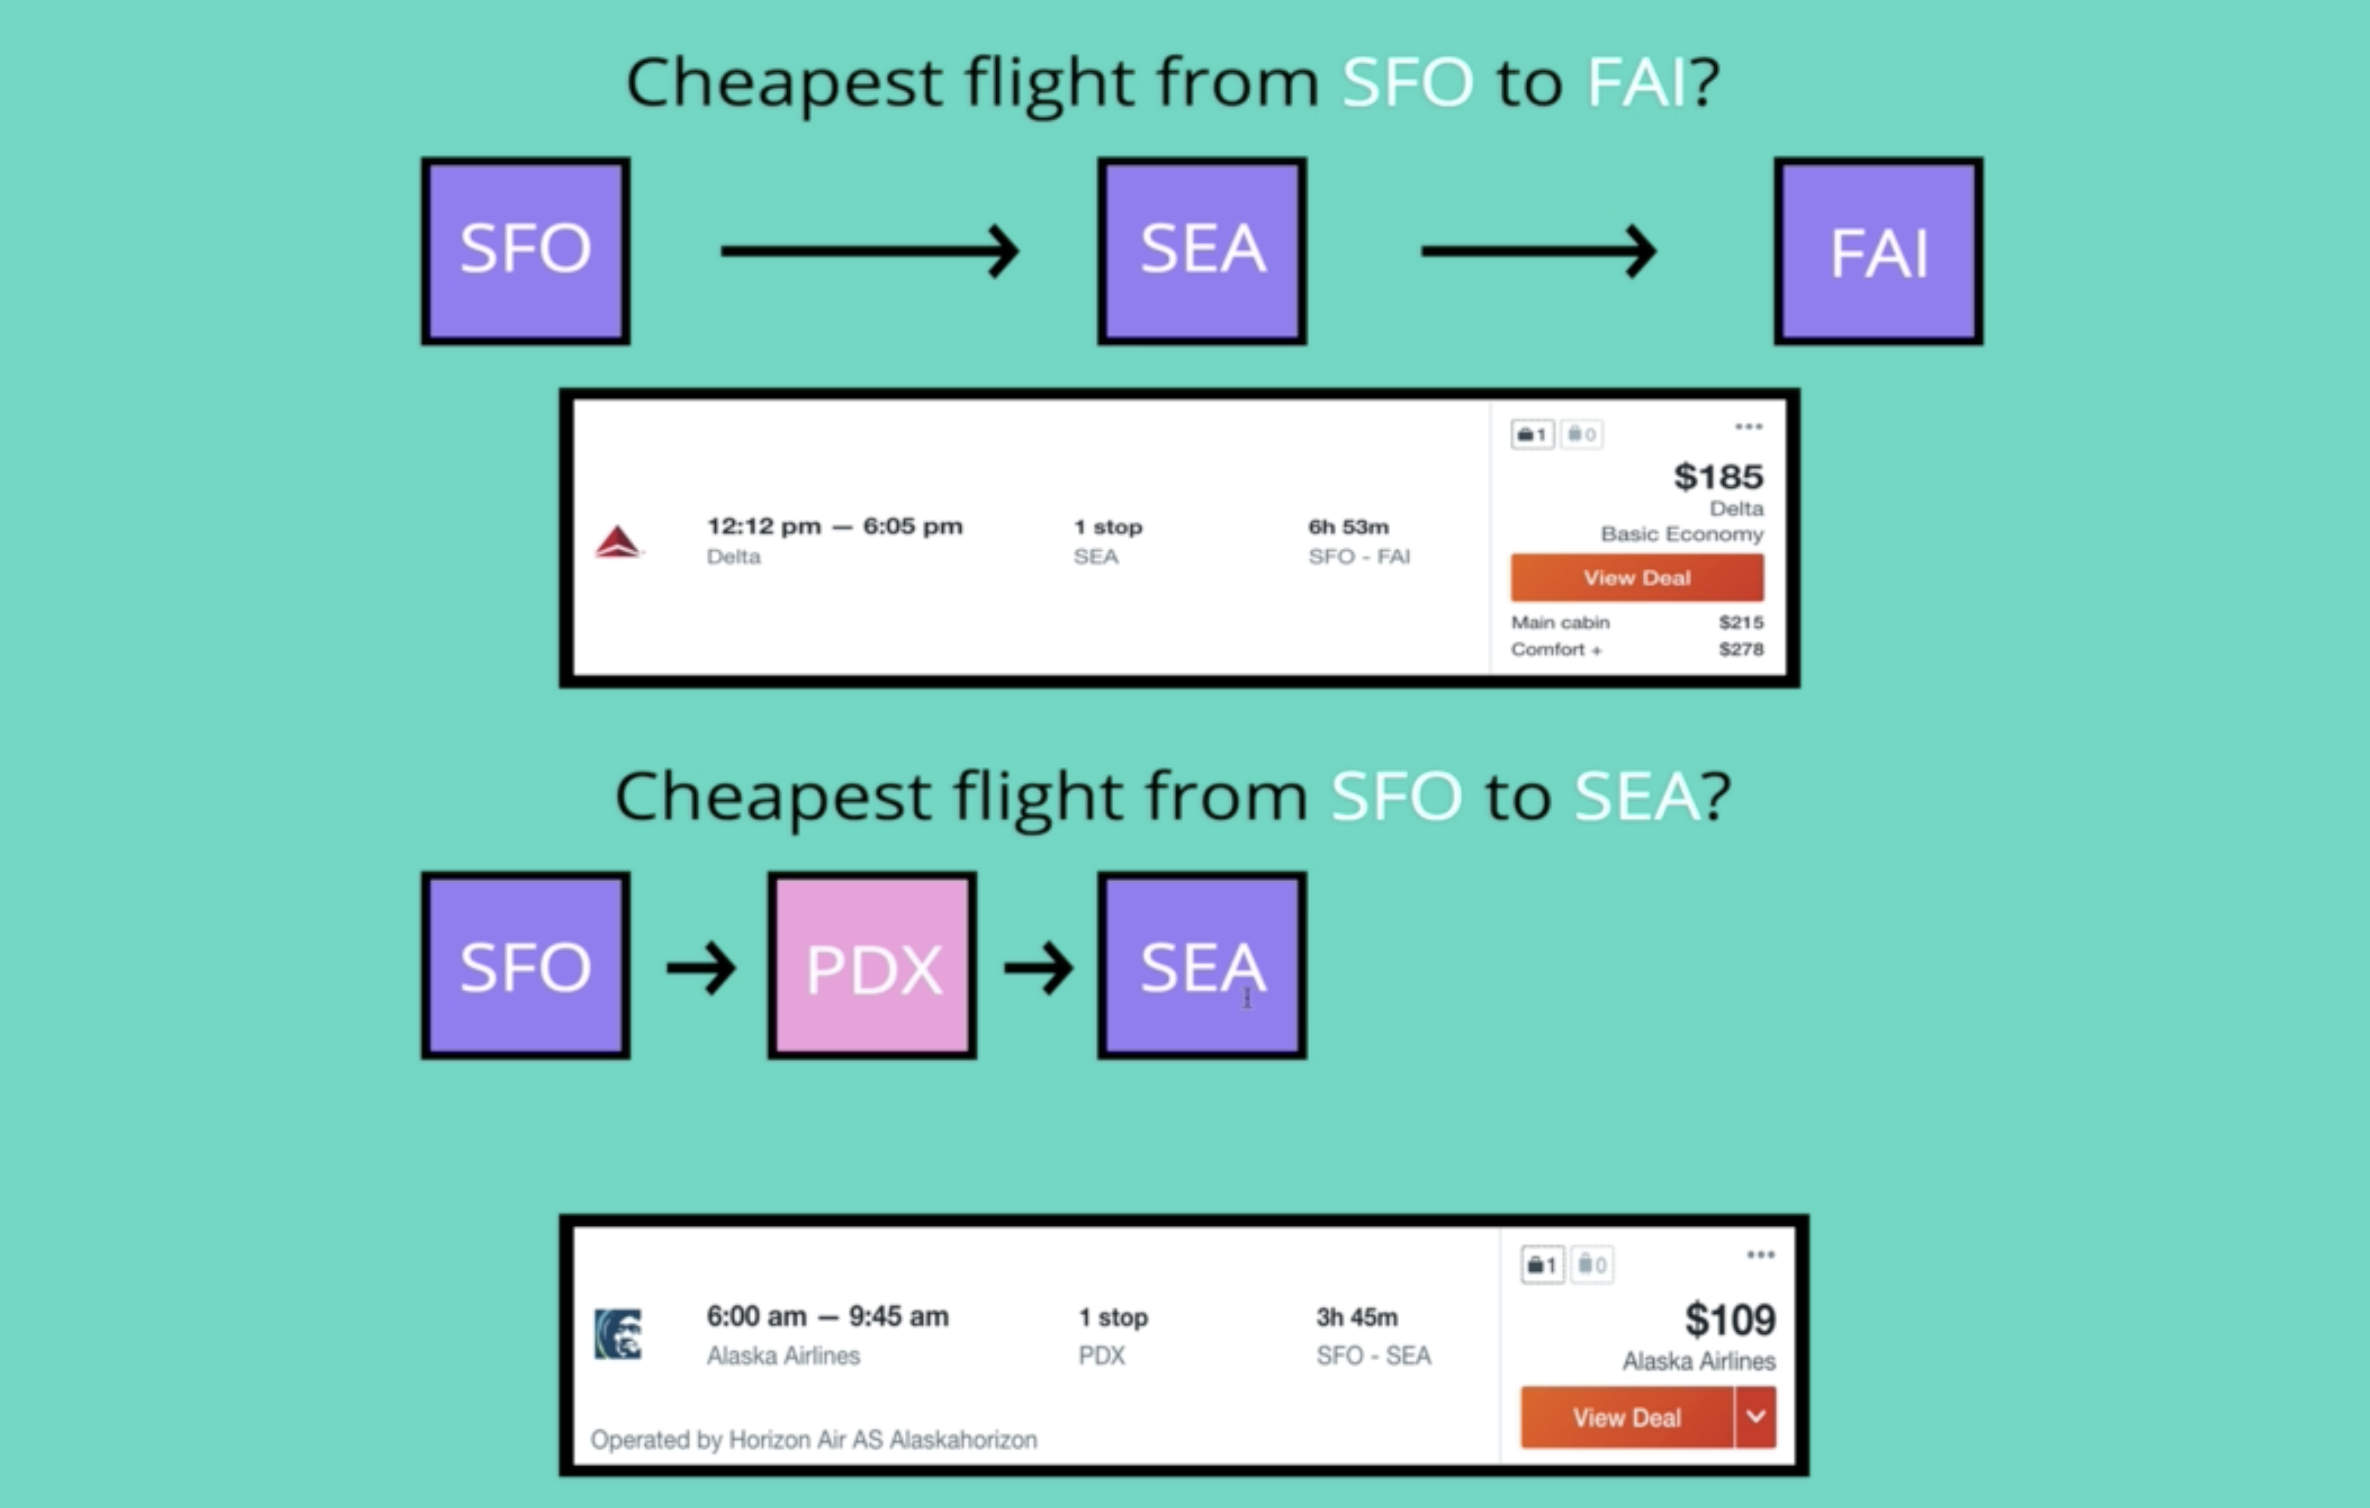 Cheapest flight from SFO to FAI?
SFO
SEA
FAI
1
0
$185
Delta
Basic Economy
12:12 pm — 6:05 pm
Delta
1 stop
SEA
6h 53m
SFO - FAI
View Deal
Main cabin $215
Comfort + $278
Cheapest flight from SFO to SEA?
SFO
PDX
SEA
1
0
6:00 am — 9:45 am
Alaska Airlines
1 stop
PDX
3h 45m
SFO - SEA
$109
Alaska Airlines
View Deal
Operated by Horizon Air AS Alaskahorizon